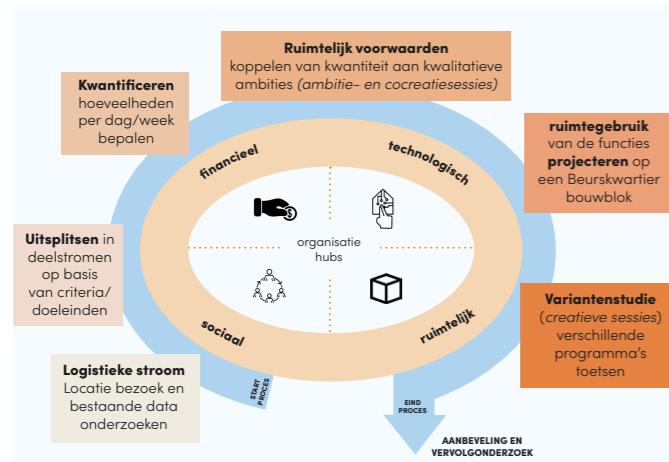 Ruimtelijk voorwaarden
koppelen van kwantiteit aan kwalitatieve
ambities (ambitie- en cocreatiesessies)
Kwantificeren
hoeveelheden
per dag/week
bepalen
ruimtegebruik
van de functies
projecteren op
een Beurskwartier
bouwblok
Uitsplitsen in
deelstromen
op basis
van criteria/
doeleinden
Variantenstudie
(creatieve sessies)
verschillende
programma's
toetsen
Logistieke stroom
Locatie bezoek en
bestaande data
onderzoeken
financieel
technologisch
organisatie
hubs
sociaal
ruimtelijk
START
PROCES
EIND
PROCES
AANBEVELING EN
VERVOLGONDERZOEK